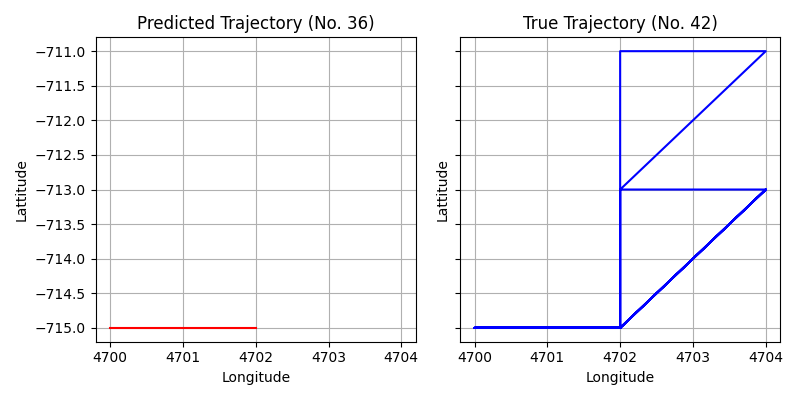 Predicted Trajectory (No. 36)
True Trajectory (No. 42)
−711.0
−711.5
−712.0
−712.5
−713.0
−713.5
−714.0
−714.5
−715.0
Lattitude
Lattitude
4700 4701 4702 4703 4704
4700 4701 4702 4703 4704
Longitude
Longitude